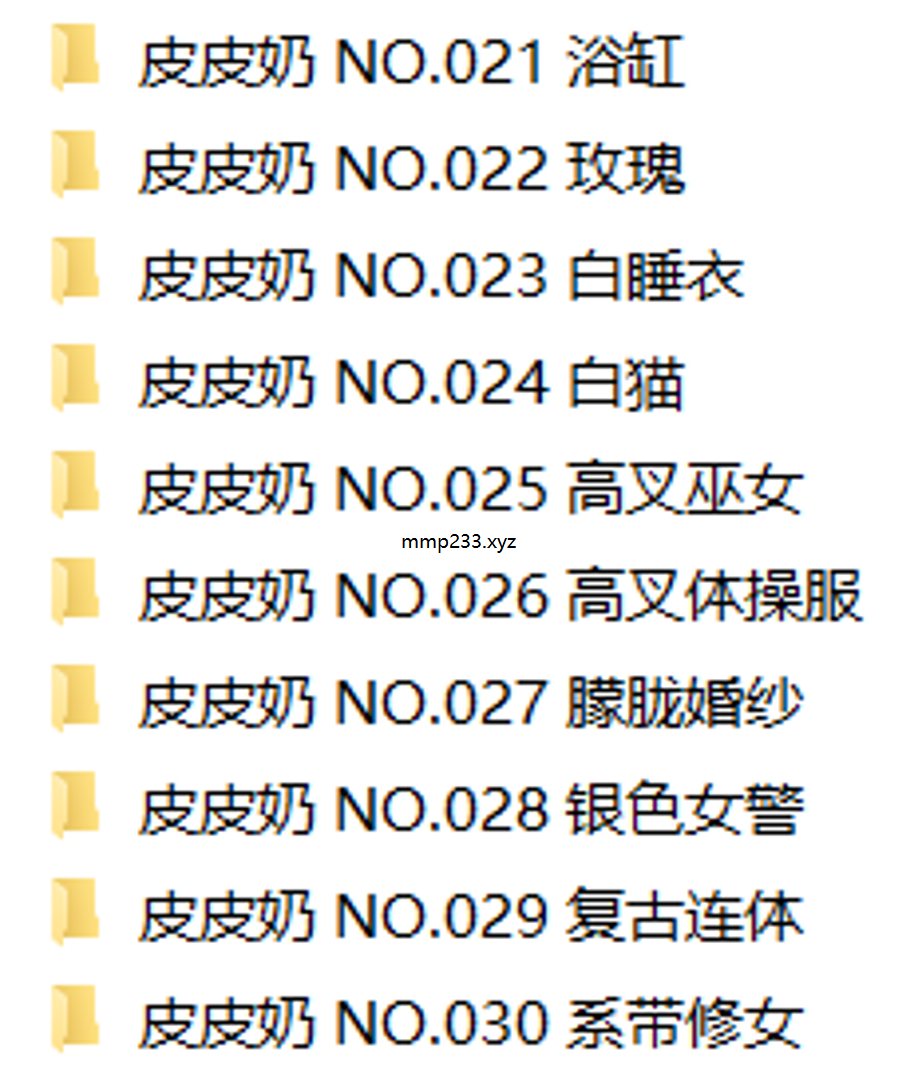 皮皮奶 NO.021 浴缸
皮皮奶 NO.022 玫瑰
皮皮奶 NO.023 白睡衣
皮皮奶 NO.024 白猫
皮皮奶 NO.025 高叉巫女
mmp233.xyz
皮皮奶 NO.026 高叉体操服
皮皮奶 NO.027 朦胧婚纱
皮皮奶 NO.028 银色女警
皮皮奶 NO.029 复古连体
皮皮奶 NO.030 系带修女